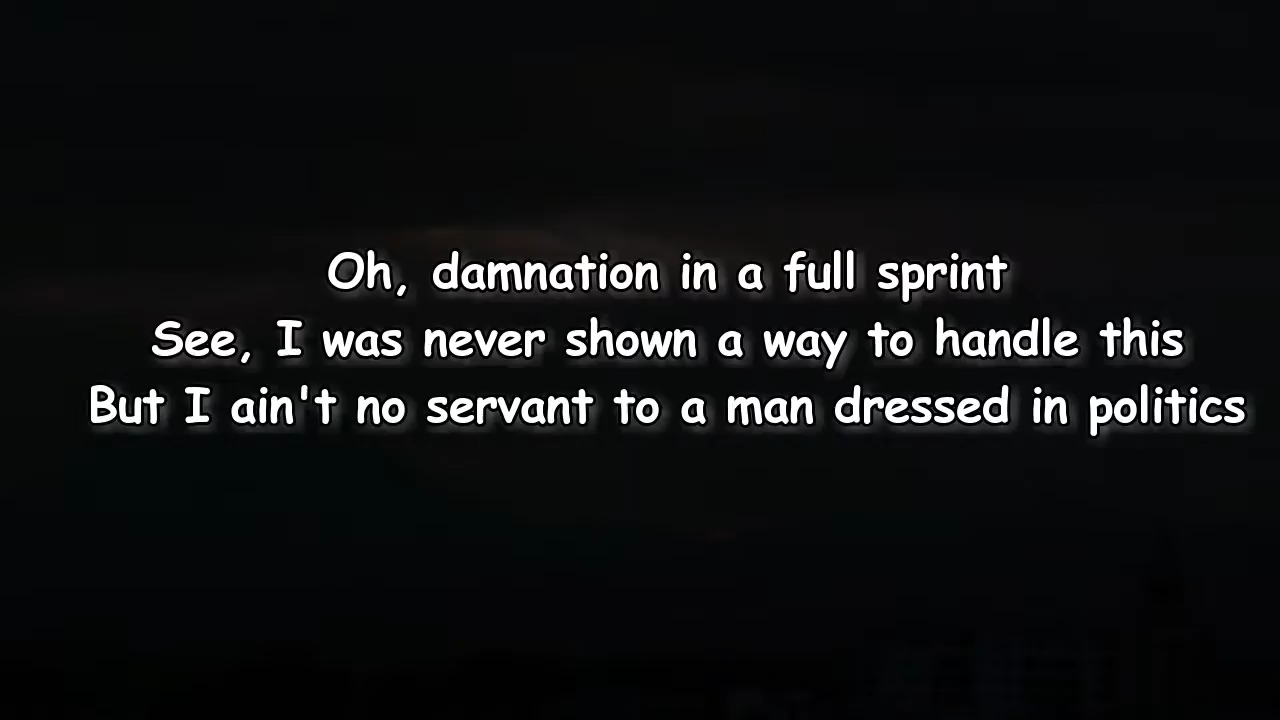 Oh, damnation in a full sprint
See, I was never shown a way to handle this
But I ain't no servant to a man dressed in politics